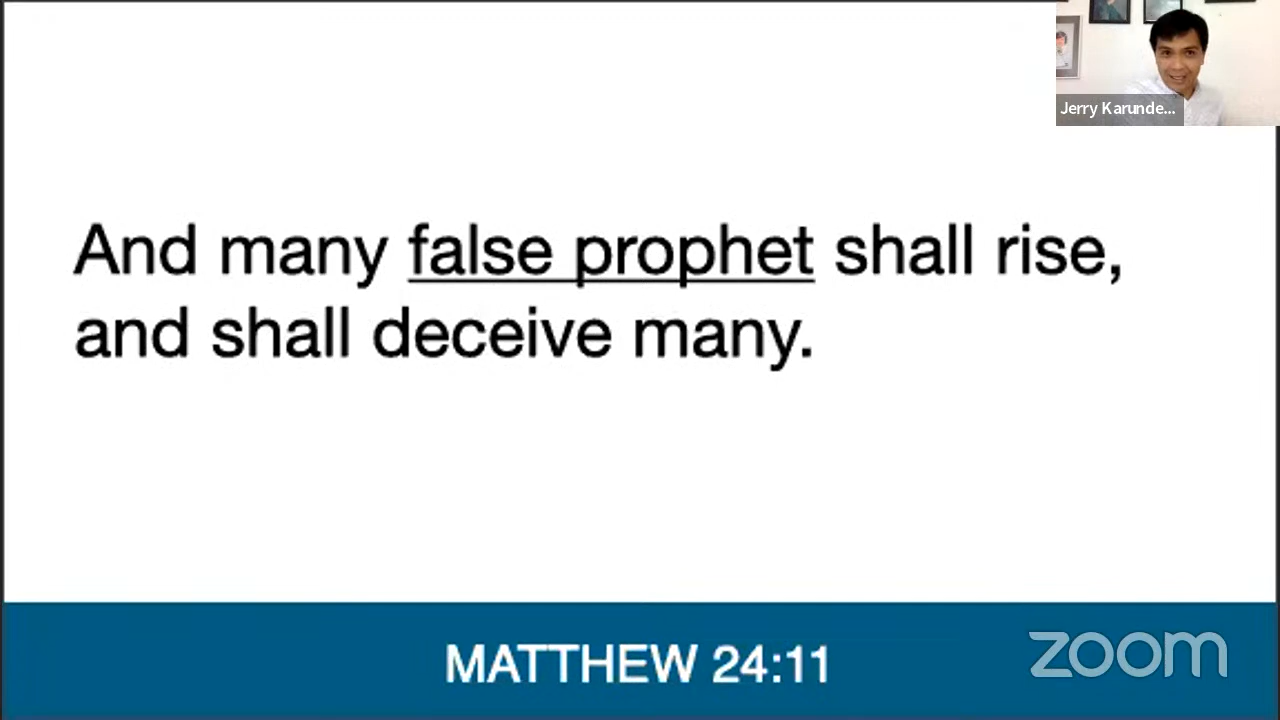 Jerry Karunde...
And many false prophet shall rise,
and shall deceive many.
MATTHEW 24:11
zoom